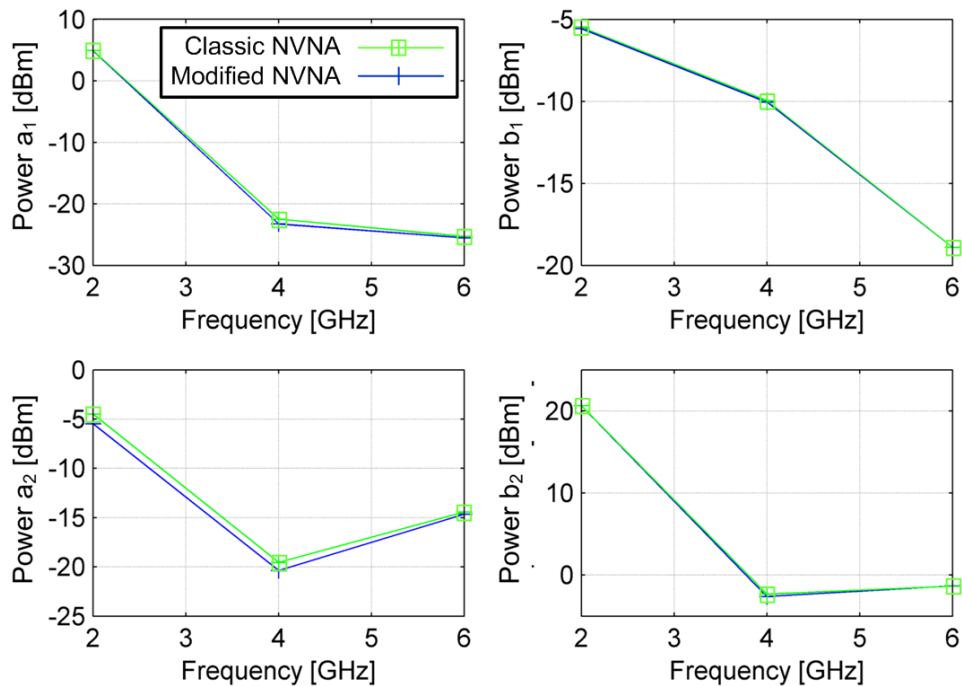 10
0
-10
-20
-30
Power a1 [dBm]
Classic NVNA
Modified NVNA
2 3 4 5 6
Frequency [GHz]
-5
-10
-15
-20
Power b1 [dBm]
2 3 4 5 6
Frequency [GHz]
0
-5
-10
-15
-20
-25
Power a2 [dBm]
2 3 4 5 6
Frequency [GHz]
20
10
0
Power b2 [dBm]
2 3 4 5 6
Frequency [GHz]